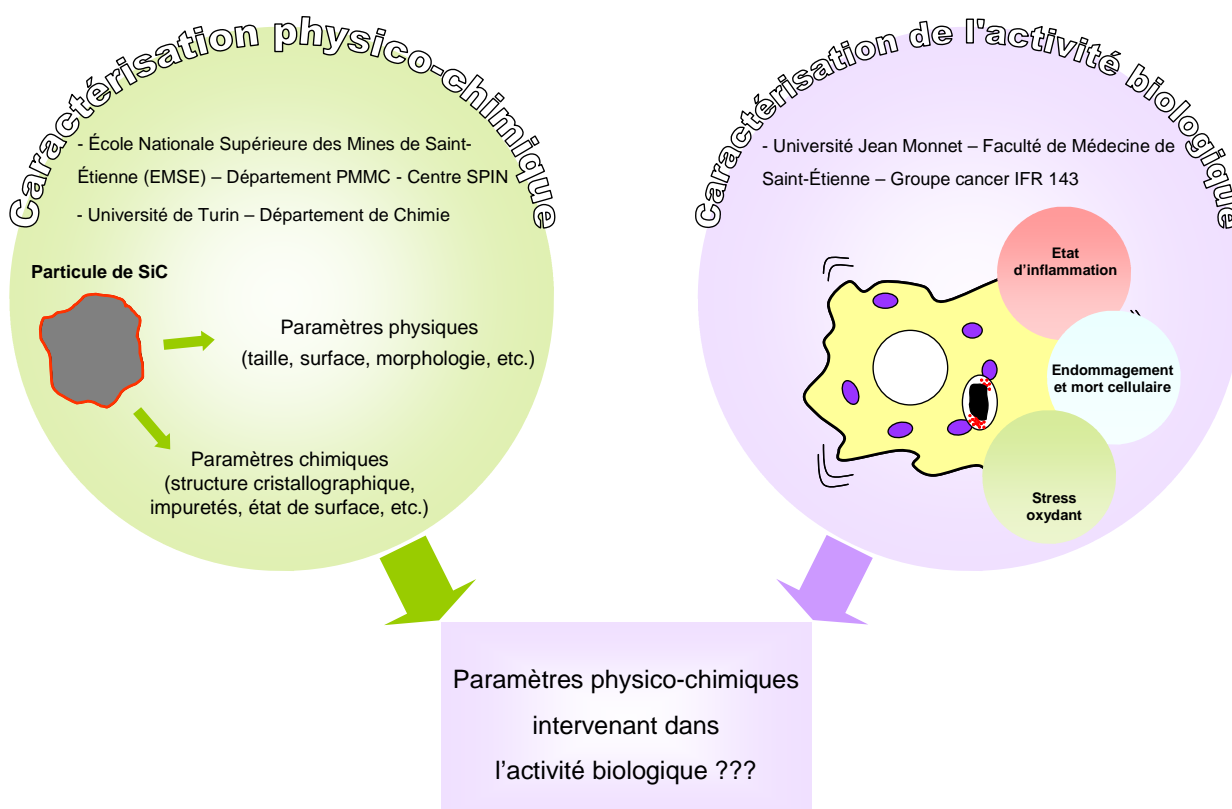 Caractérisation physico-chimique
- École Nationale Supérieure des Mines de Saint-
Étienne (EMSE) – Département PMMC - Centre SPIN
- Université de Turin – Département de Chimie
Particule de SiC
Paramètres physiques
(taille, surface, morphologie, etc.)
Paramètres chimiques
(structure cristallographique,
impuretés, état de surface, etc.)
Caractérisation de l'activité biologique
- Université Jean Monnet – Faculté de Médecine de
Saint-Étienne – Groupe cancer IFR 143
Etat
d'inflammation
Endommagement
et mort cellulaire
Stress
oxydant
Paramètres physico-chimiques
intervenant dans
l'activité biologique ???